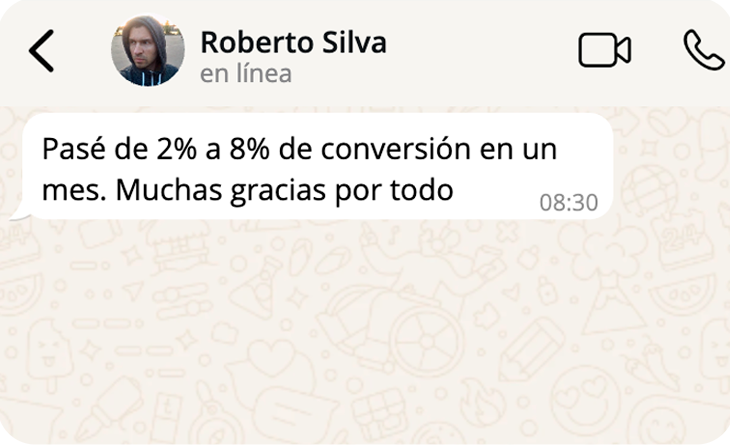 Roberto Silva
en línea
Pasé de 2% a 8% de conversión en un
mes. Muchas gracias por todo
08:30